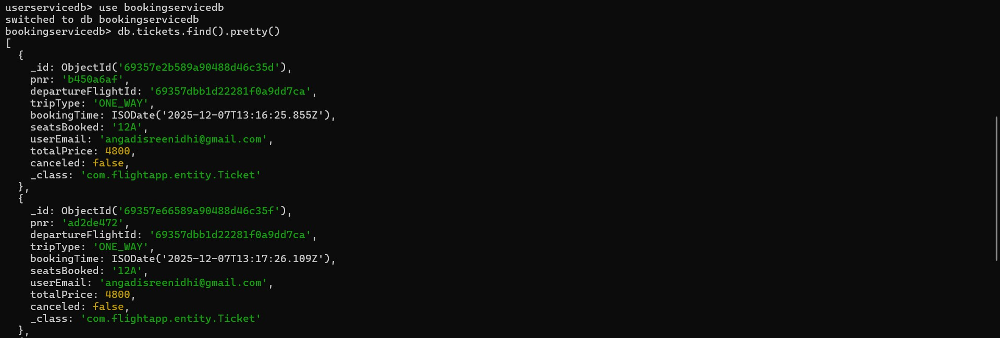 userservicedb> use bookingservicedb
switched to db bookingservicedb
bookingservicedb> db.tickets.find().pretty()
[
  {
    _id: ObjectId('69357e2b589a90488d46c35d'),
    pnr: 'b450a6af',
    departureFlightId: '69357dbb1d22281f0a9dd7ca',
    tripType: 'ONE_WAY',
    bookingTime: ISODate('2025-12-07T13:16:25.855Z'),
    seatsBooked: '12A',
    userEmail: 'angadisreenidhi@gmail.com',
    totalPrice: 4800,
    canceled: false,
    _class: 'com.flightapp.entity.Ticket'
  },
  {
    _id: ObjectId('69357e66589a90488d46c35f'),
    pnr: 'ad2de472',
    departureFlightId: '69357dbb1d22281f0a9dd7ca',
    tripType: 'ONE_WAY',
    bookingTime: ISODate('2025-12-07T13:17:26.109Z'),
    seatsBooked: '12A',
    userEmail: 'angadisreenidhi@gmail.com',
    totalPrice: 4800,
    canceled: false,
    _class: 'com.flightapp.entity.Ticket'
  },